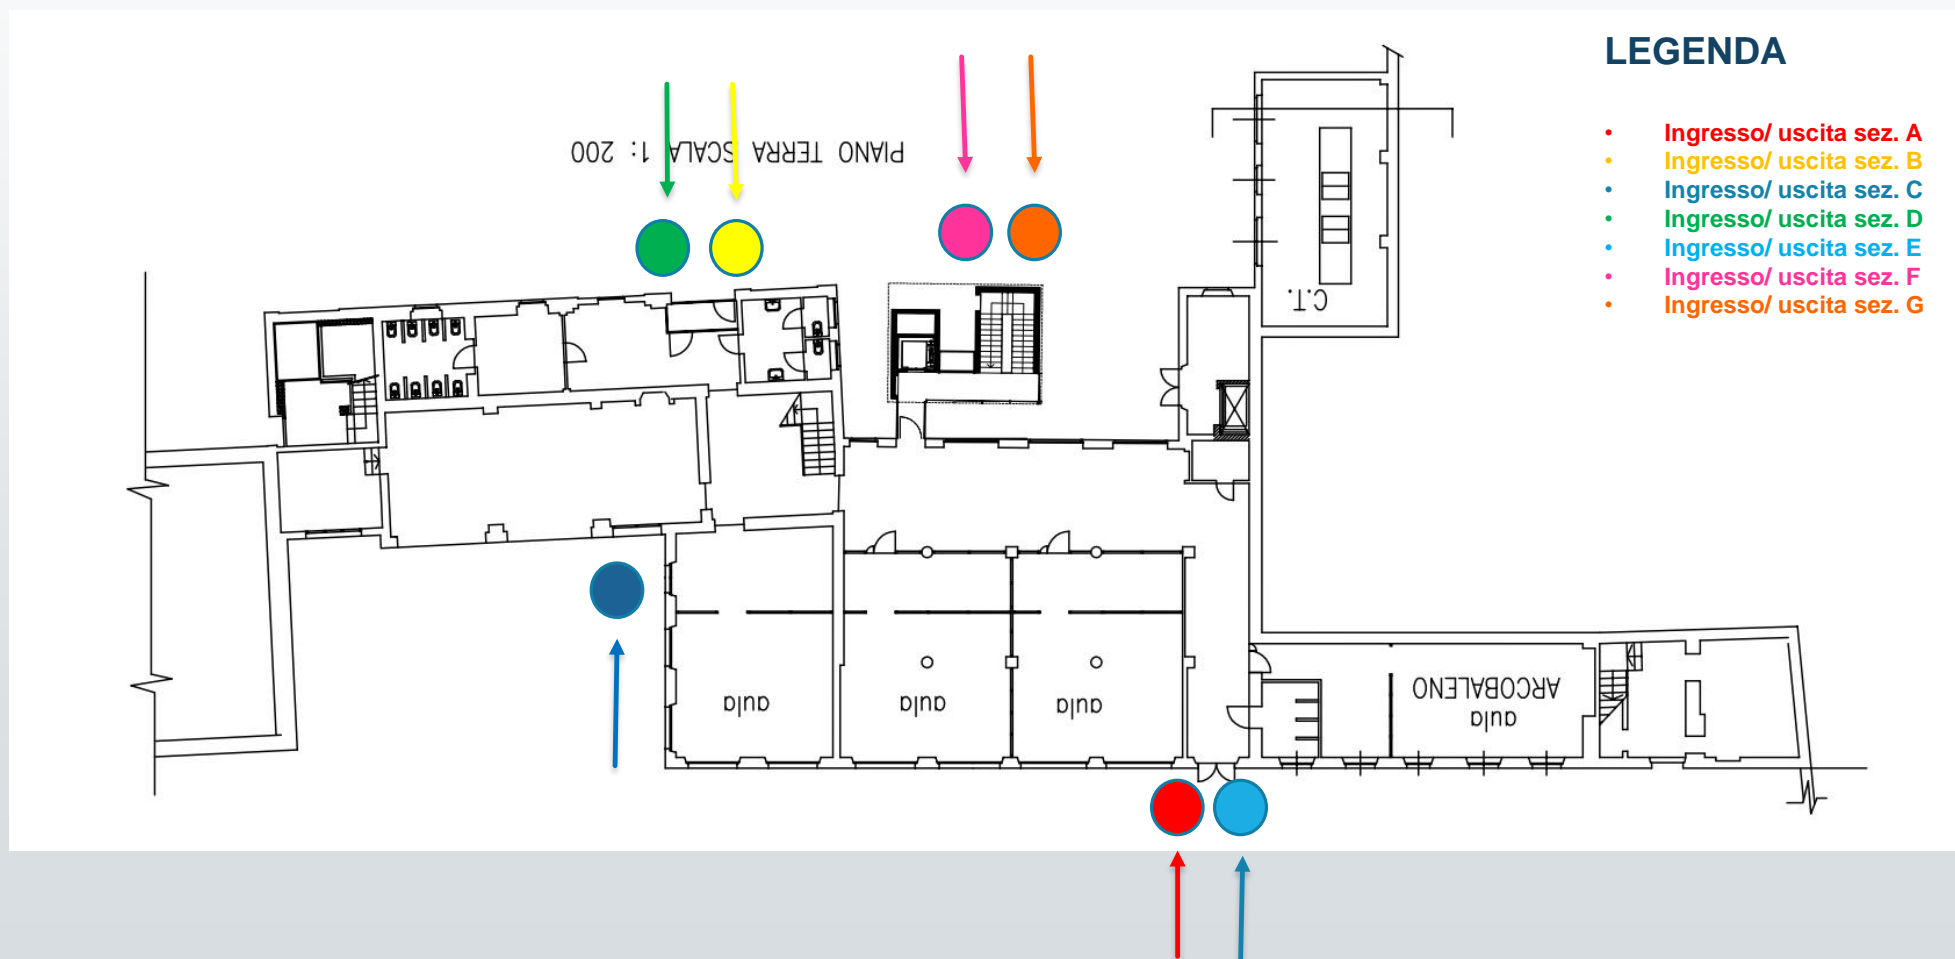 LEGENDA
• Ingresso/ uscita sez. A
• Ingresso/ uscita sez. B
• Ingresso/ uscita sez. C
• Ingresso/ uscita sez. D
• Ingresso/ uscita sez. E
• Ingresso/ uscita sez. F
• Ingresso/ uscita sez. G
PIANO TERRA SCALA 1: 200
C.T.
aula
aula
aula
aula
ARCOBALENO